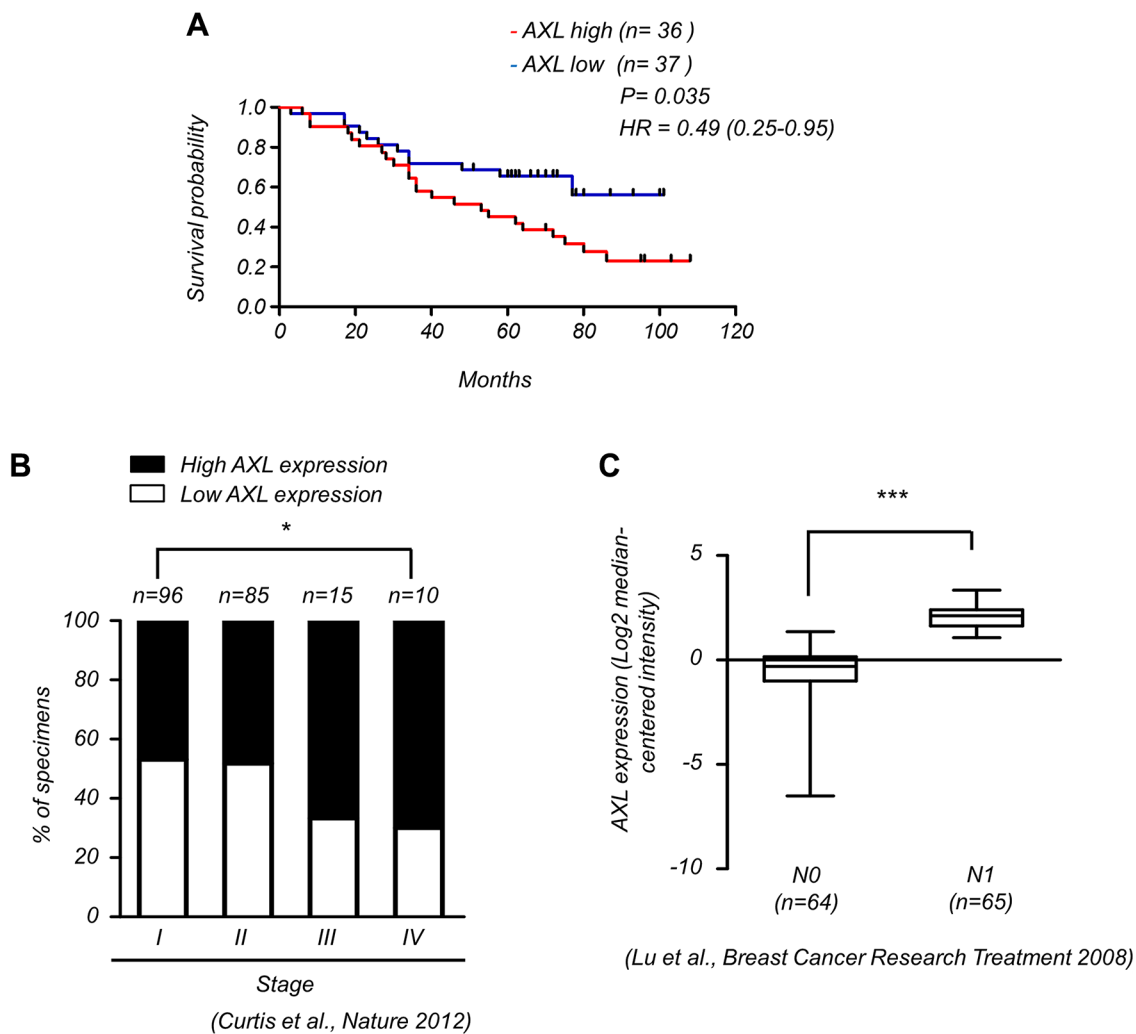 A
- AXL high (n= 36 )
- AXL low (n= 37 )
P= 0.035
HR = 0.49 (0.25-0.95)
Survival probability
1.0
0.8
0.6
0.4
0.2
0.0
0 20 40 60 80 100 120
Months
B
High AXL expression
Low AXL expression
*
n=96 n=85 n=15 n=10
% of specimens
100
80
60
40
20
0
I II III IV
Stage
(Curtis et al., Nature 2012)
C
***
AXL expression (Log2 median-
centered intensity)
5
0
-5
-10
N0 N1
(n=64) (n=65)
(Lu et al., Breast Cancer Research Treatment 2008)